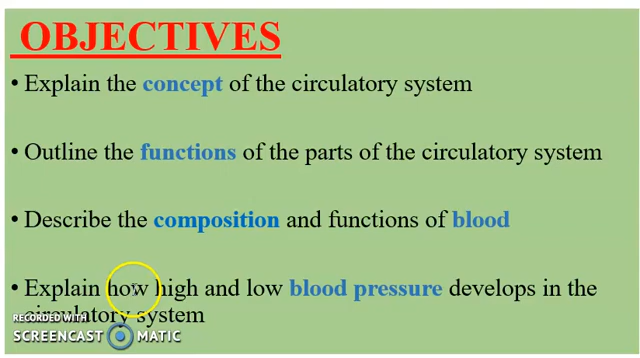 OBJECTIVES
• Explain the concept of the circulatory system
• Outline the functions of the parts of the circulatory system
• Describe the composition and functions of blood
• Explain how high and low blood pressure develops in the
circulatory system
RECORDED WITH
SCREENCAST MATIC